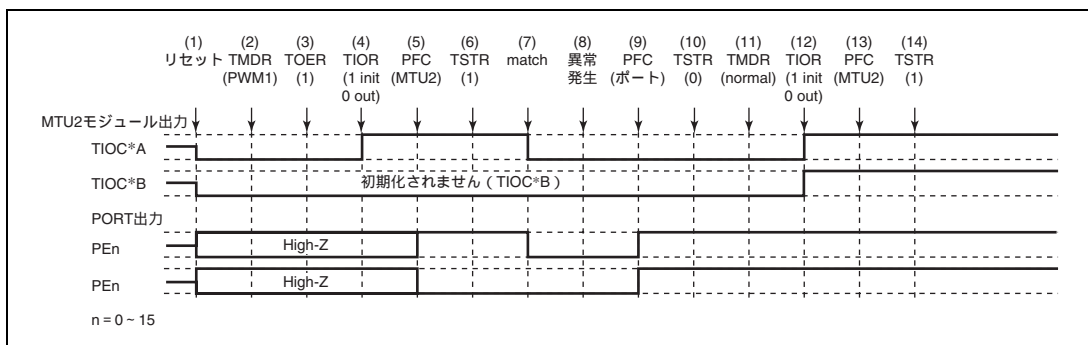 (1) (2) (3) (4) (5) (6) (7) (8) (9) (10) (11) (12) (13) (14)
リセット TMDR TOER TIOR PFC TSTR match 異常 PFC TSTR TMDR TIOR PFC TSTR
(PWM1) (1) (1 init (MTU2) (1) 発生 (ポート) (0) (normal) (1 init (MTU2) (1)
0 out) 0 out)
MTU2モジュール出力
TIOC*A
TIOC*B 初期化されません(TIOC*B)
PORT出力
PEn High-Z
PEn High-Z
n = 0 ~ 15